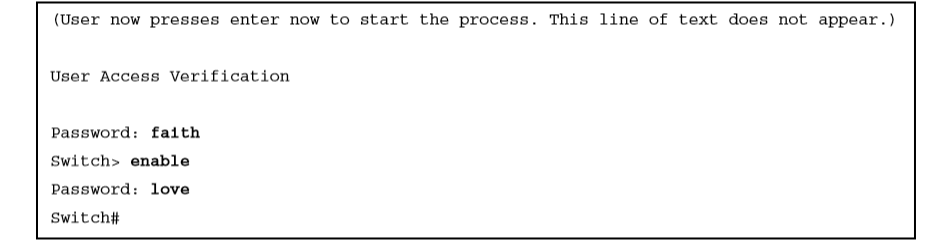 (User now presses enter now to start the process. This line of text does not appear.)
User Access Verification
Password: faith
Switch> enable
Password: love
Switch#